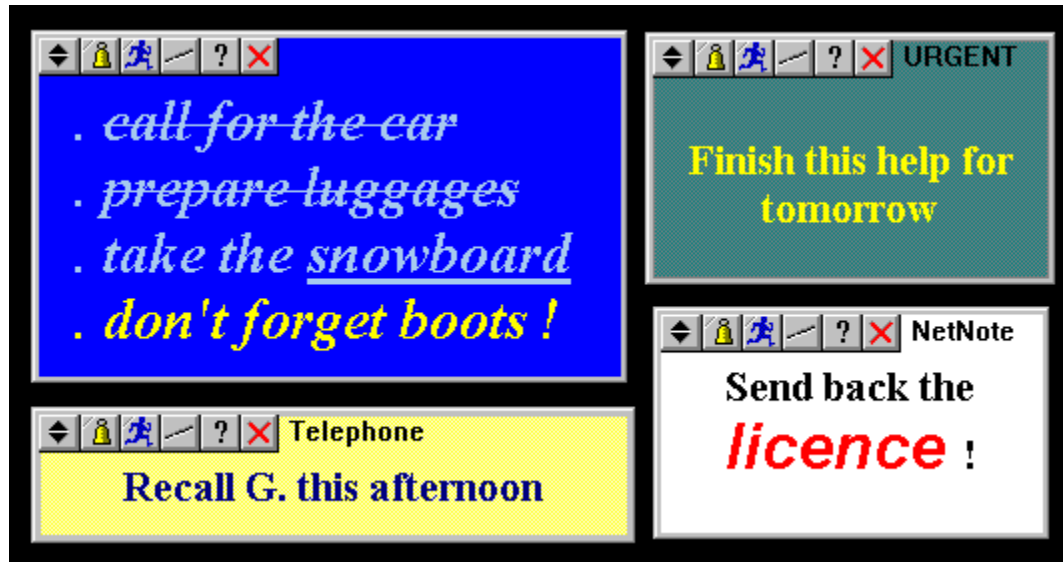 . call for the car
. prepare luggages
. take the snowboard
. don't forget boots !
URGENT
Finish this help for
tomorrow
Telephone
Recall G. this afternoon
NetNote
Send back the
licence !